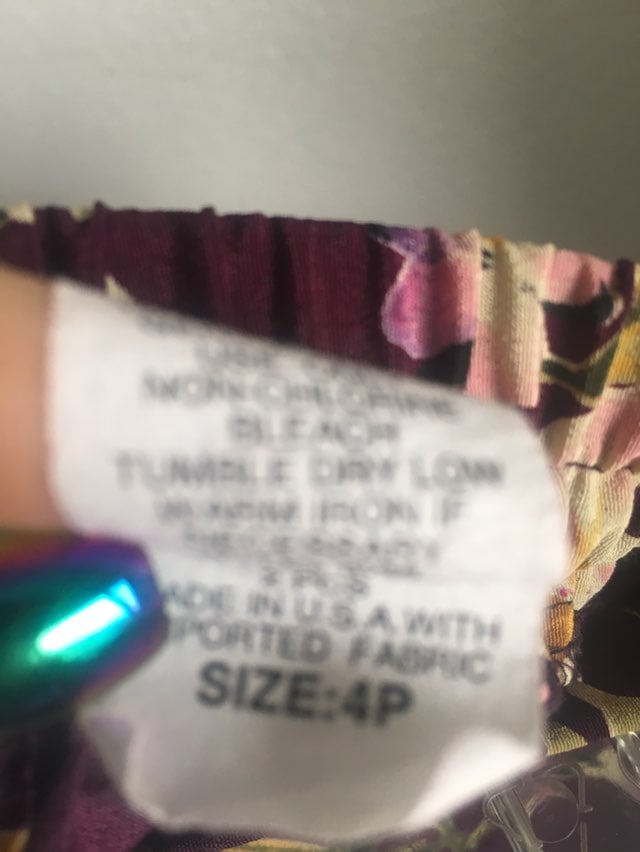 NON CHLORINE
BLEACH
TUMBLE DRY LOW
WARM IRON IF
NECESSARY
2 PCS
ADE IN U.S.A WITH
PORTED FABRIC
SIZE:4P